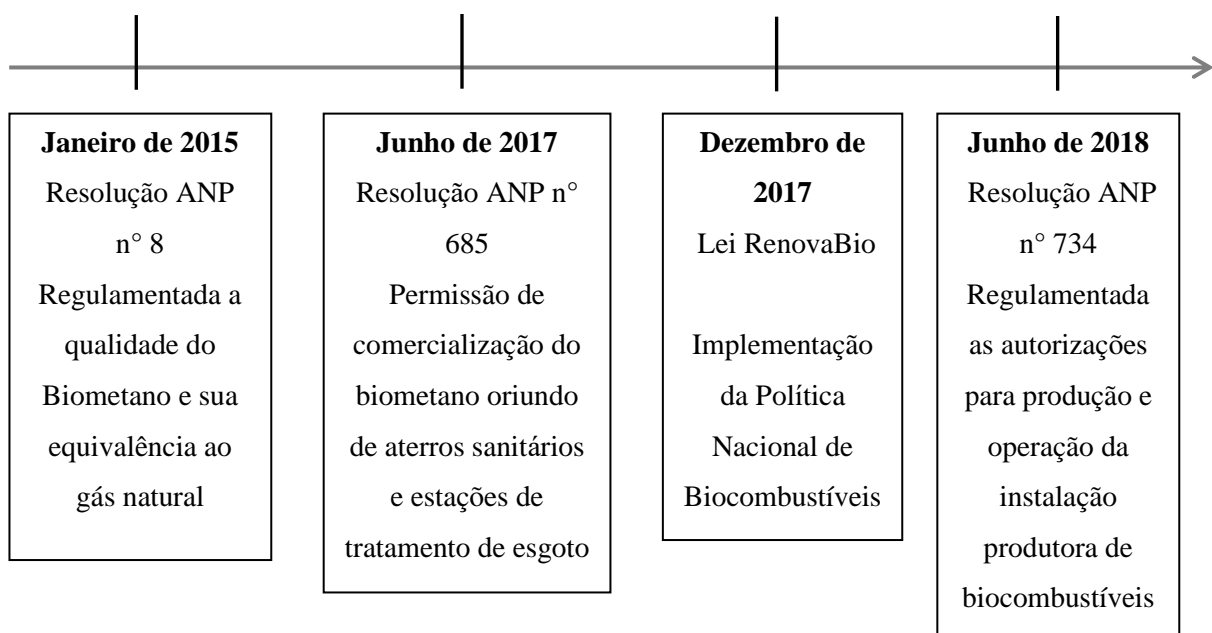 Janeiro de 2015
Resolução ANP
n° 8
Regulamentada a
qualidade do
Biometano e sua
equivalência ao
gás natural
Junho de 2017
Resolução ANP n°
685
Permissão de
comercialização do
biometano oriundo
de aterros sanitários
e estações de
tratamento de esgoto
Dezembro de
2017
Lei RenovaBio
Implementação
da Política
Nacional de
Biocombustíveis
Junho de 2018
Resolução ANP
n° 734
Regulamentada
as autorizações
para produção e
operação da
instalação
produtora de
biocombustíveis